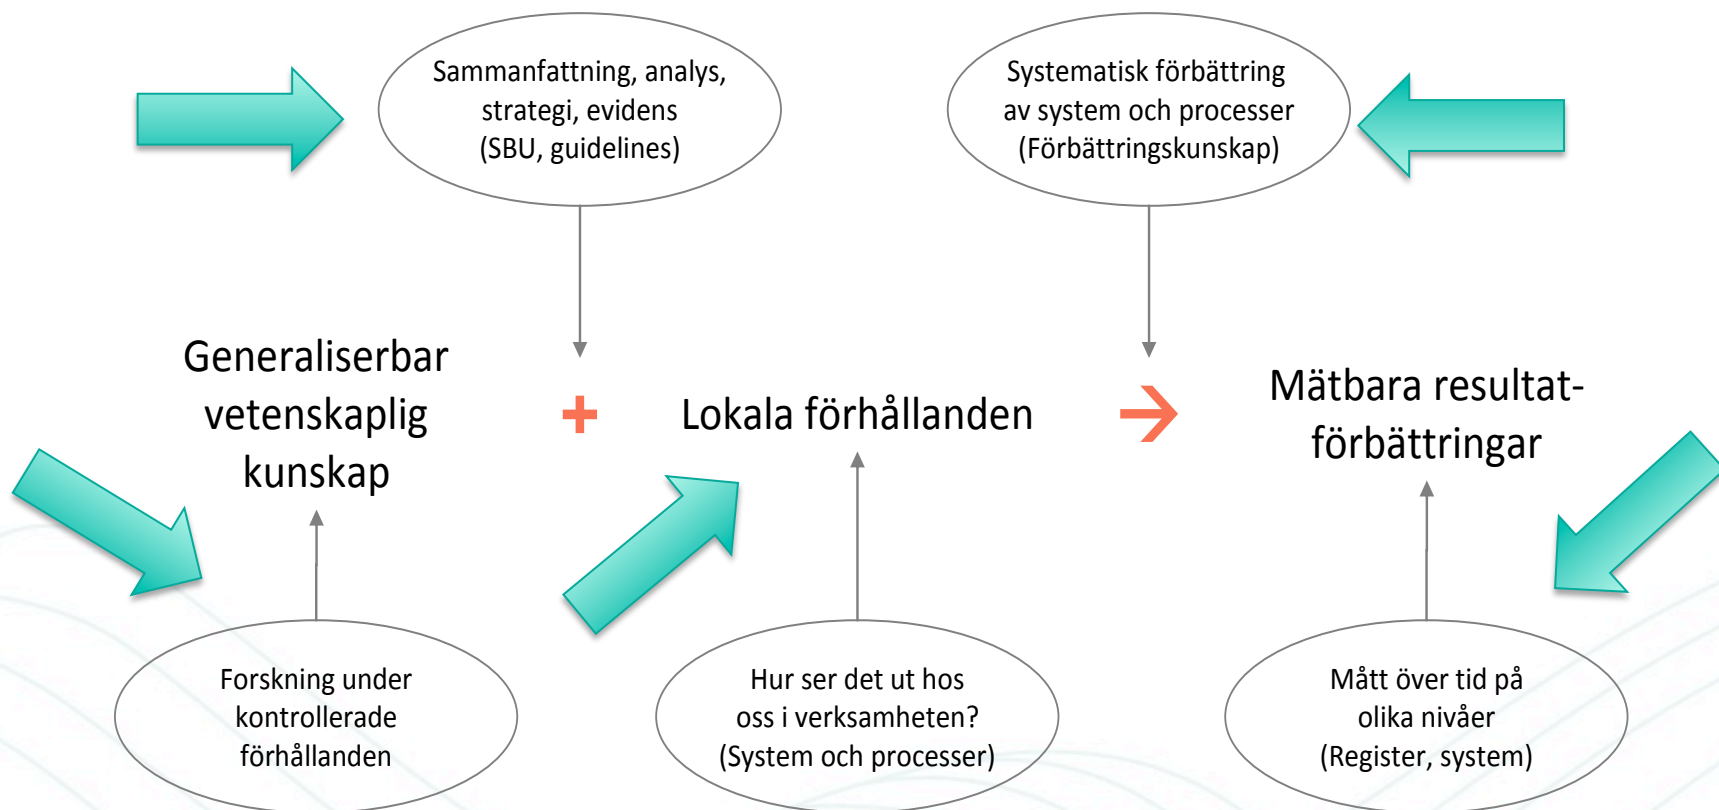 Sammanfattning, analys,
strategi, evidens
(SBU, guidelines)
Systematisk förbättring
av system och processer
(Förbättringskunskap)
Generaliserbar
vetenskaplig
kunskap
+
Lokala förhållanden
→
Mätbara resultat-
förbättringar
Forskning under
kontrollerade
förhållanden
Hur ser det ut hos
oss i verksamheten?
(System och processer)
Mått över tid på
olika nivåer
(Register, system)